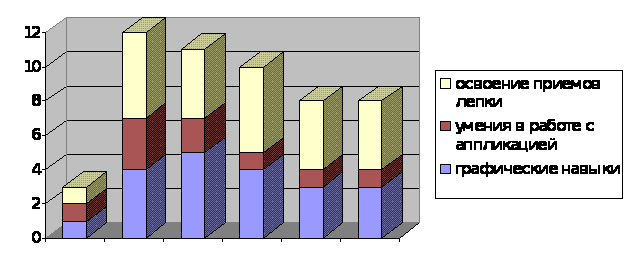 12
10
8
6
4
2
0
освоение приемов
лепки
умения в работе с
аппликацией
графические навыки